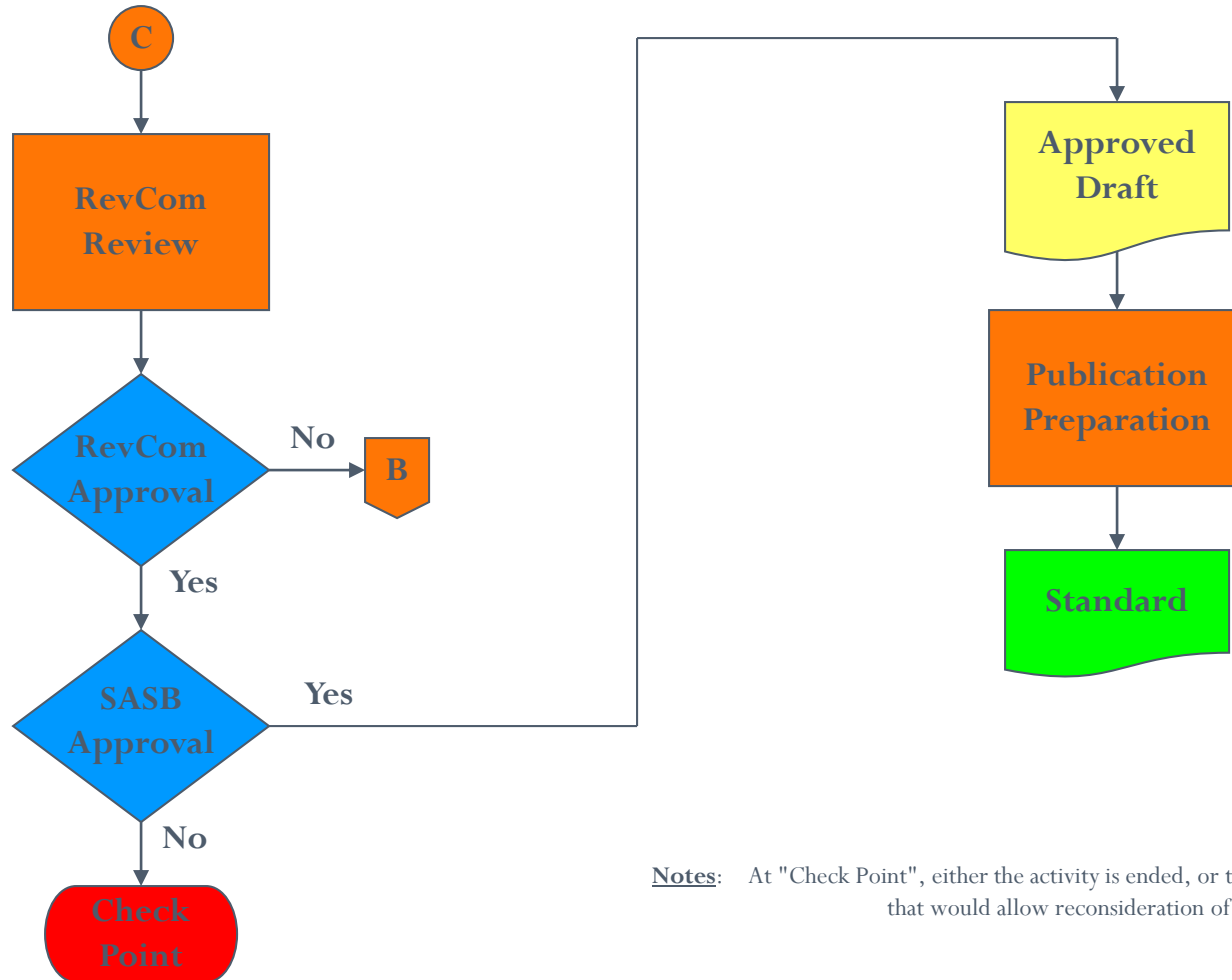 C
RevCom
Review
RevCom
Approval
No
B
Yes
SASB
Approval
Yes
No
Check
Point
Approved
Draft
Publication
Preparation
Standard
Notes: At "Check Point", either the activity is ended, or
that would allow reconsideration of